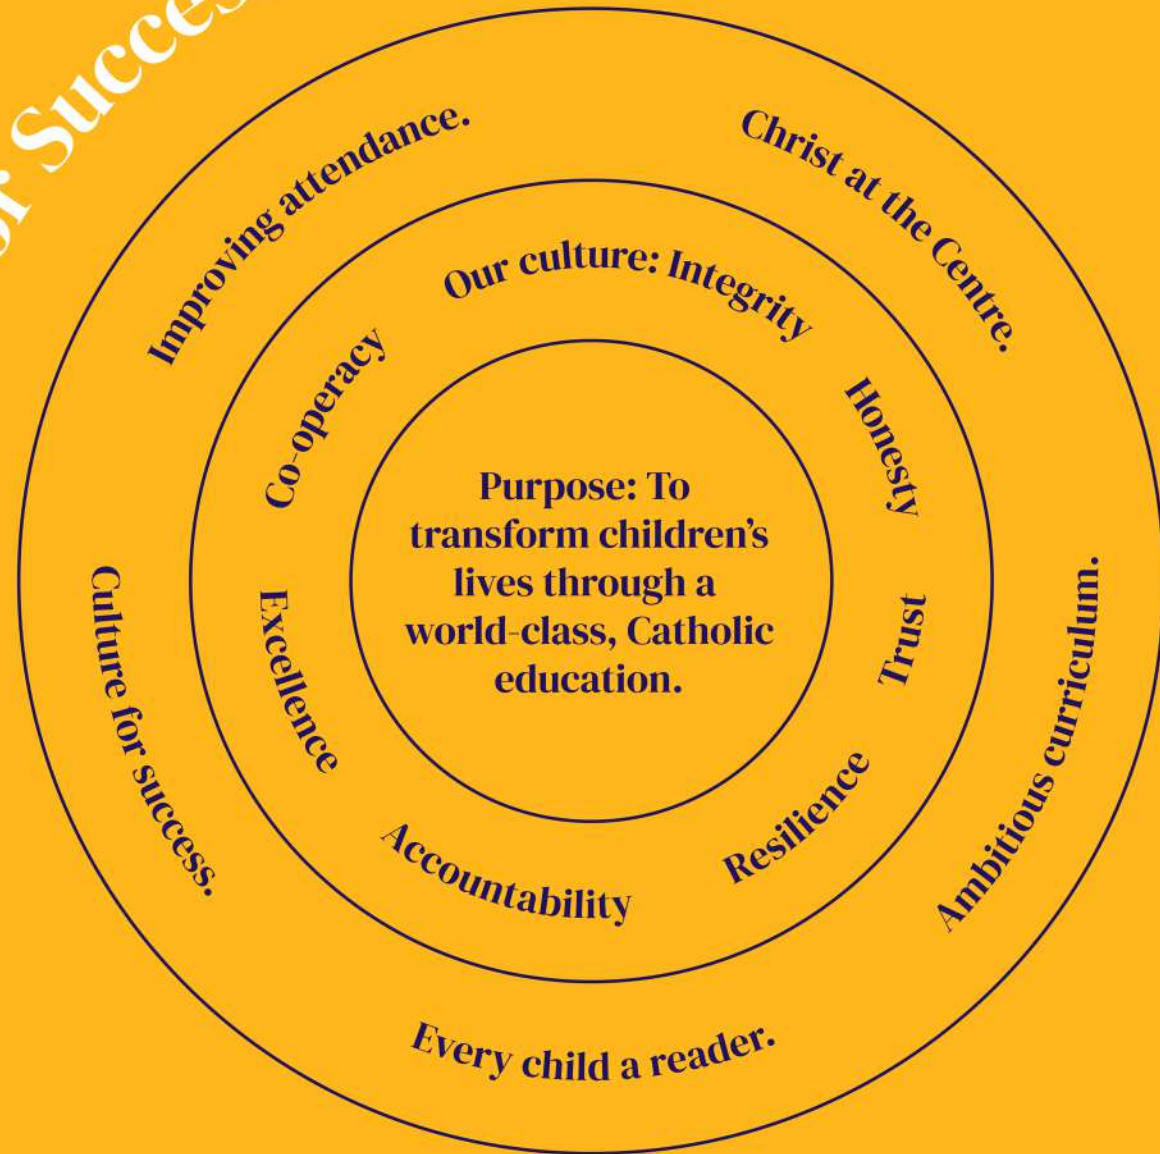 or Succes
Improving attendance.
Christ at the Centre.
Ambitious curriculum.
Every child a reader.
Culture for success.
Our culture: Integrity
Honesty
Trust
Resilience
Accountability
Excellence
Co-operacy
Purpose: To
transform children’s
lives through a
world-class, Catholic
education.